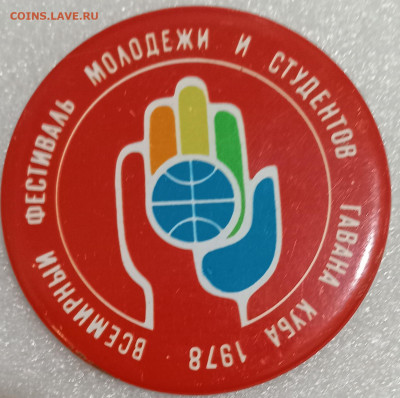 COINS.LAVE.RU
ВСЕМИРНЫЙ ФЕСТИВАЛЬ МОЛОДЕЖИ И СТУДЕНТОВ ГАВАНА КУБА 1978